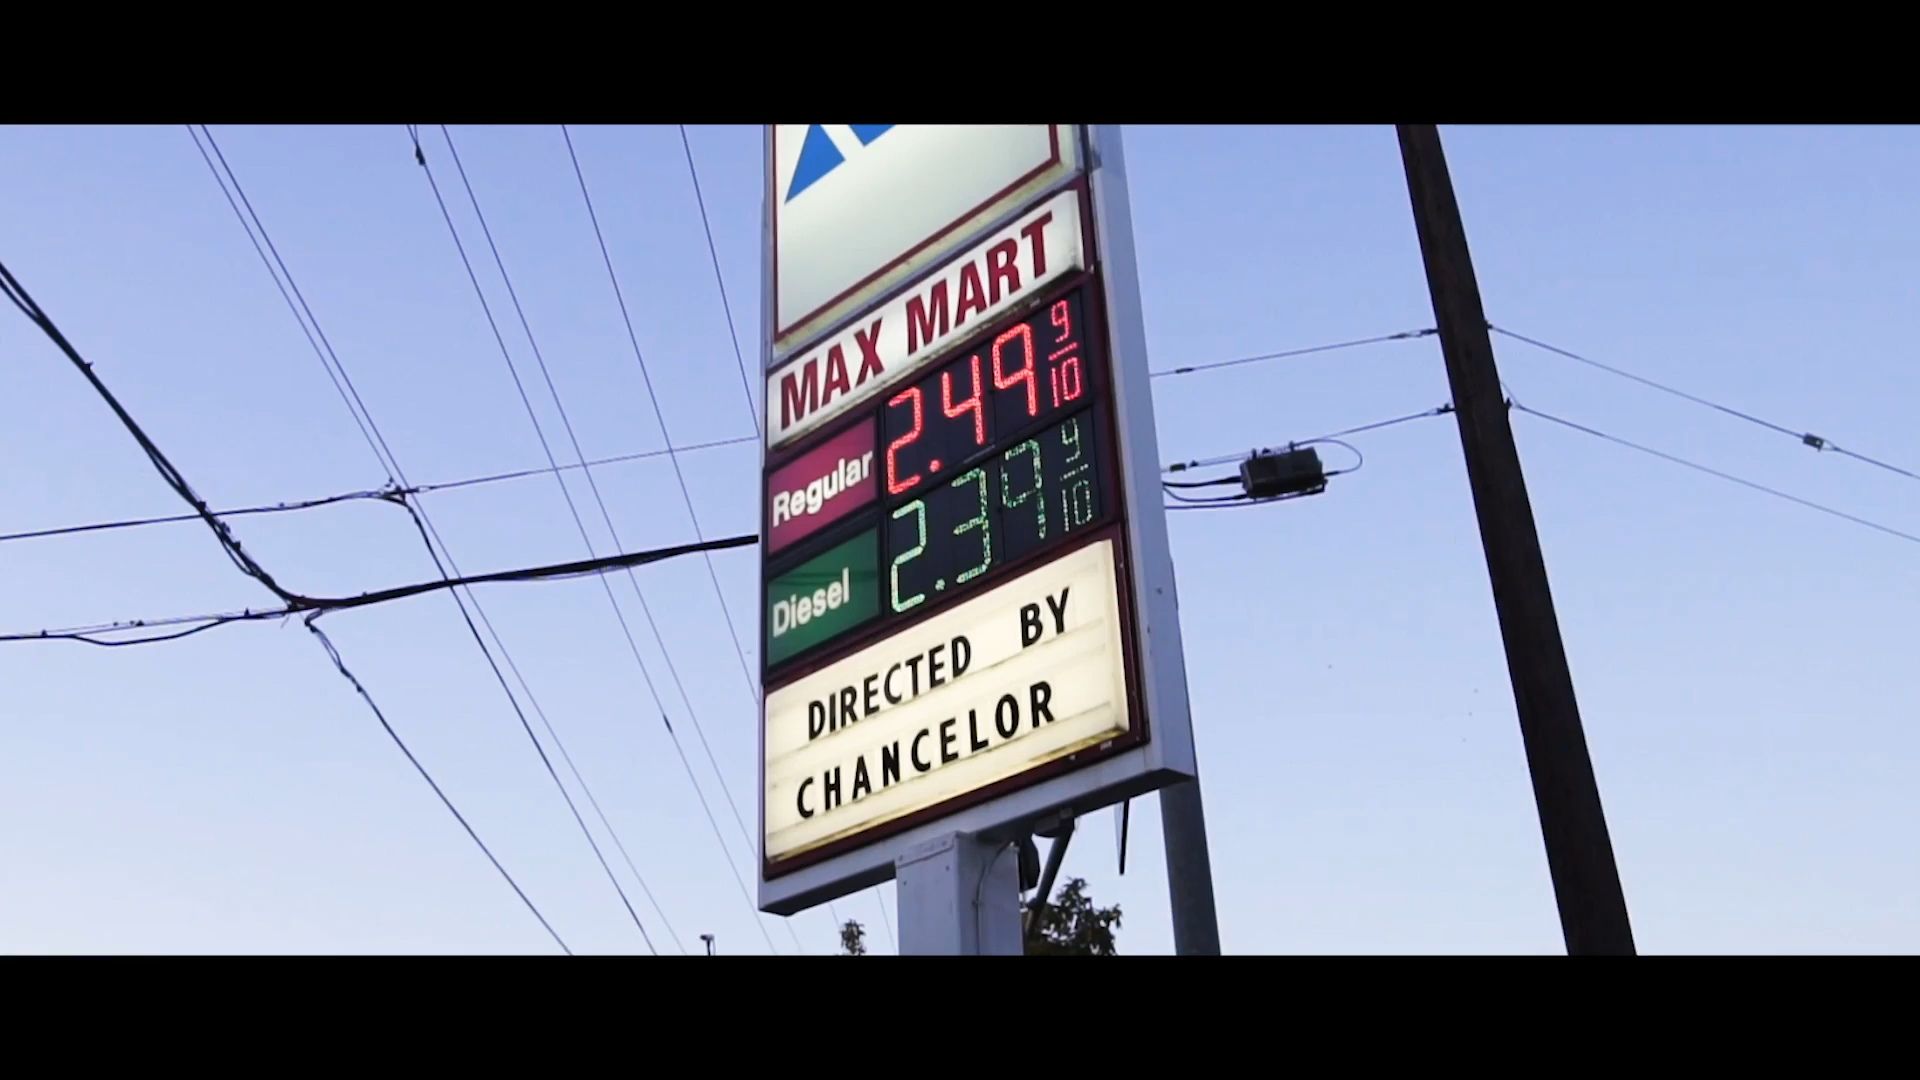 MAX MART
Regular 2.49 9/10
Diesel 2.39 9/10
DIRECTED BY
CHANCELOR